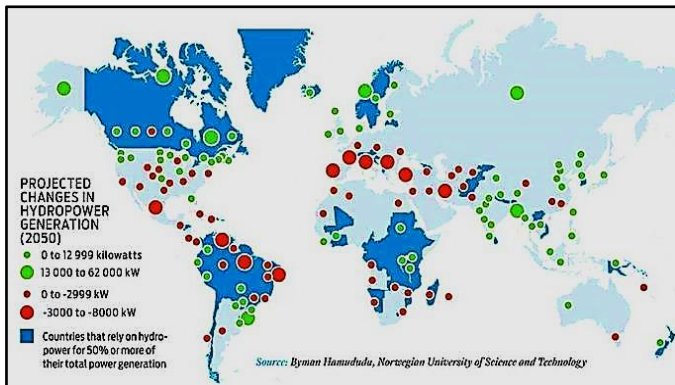 PROJECTED
CHANGES IN
HYDROPOWER
GENERATION
(2050)
0 to 12 999 kilowatts
13 000 to 62 000 kW
0 to -2999 kW
-3000 to -8000 kW
Countries that rely on hydro-
power for 50% or more of
their total power generation
Source: Byman Hamududu, Norwegian University of Science and Technology